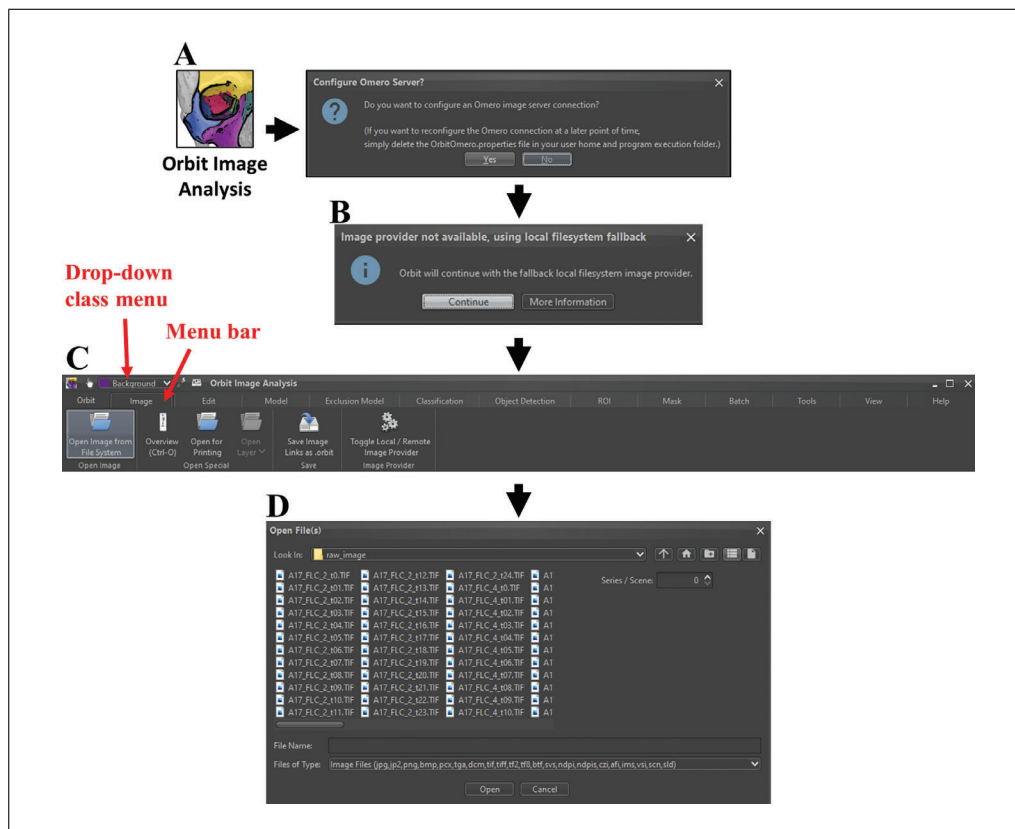 A
Orbit Image
Analysis
Configure Omero Server?
Do you want to configure an Omero image server connection?
(If you want to reconfigure the Omero connection at a later point of time,
simply delete the OrbitOmero.properties file in your user home and program execution folder.)
Yes No
B
Image provider not available, using local filesystem fallback
Orbit will continue with the fallback local filesystem image provider.
Continue More Information
Drop-down
class menu
Menu bar
C
Background Orbit Image Analysis
Orbit Image Edit Model Exclusion Model Classification Object Detection ROI Mask Batch Tools View Help
Open Image from Overview Open for Open Save Image Toggle Local / Remote
File System (Ctrl-O) Printing Layer Links as .orbit Image Provider
Open Image Open Special Save Image Provider
D
Open File(s)
Look In: raw_image
A17_FLC_2_t0.TIF A17_FLC_2_t12.TIF A17_FLC_2_t24.TIF A1 Series / Scene: 0
A17_FLC_2_t01.TIF A17_FLC_2_t13.TIF A17_FLC_4_t0.TIF A1
A17_FLC_2_t02.TIF A17_FLC_2_t14.TIF A17_FLC_4_t01.TIF A1
A17_FLC_2_t03.TIF A17_FLC_2_t15.TIF A17_FLC_4_t02.TIF A1
A17_FLC_2_t04.TIF A17_FLC_2_t16.TIF A17_FLC_4_t03.TIF A1
A17_FLC_2_t05.TIF A17_FLC_2_t17.TIF A17_FLC_4_t04.TIF A1
A17_FLC_2_t06.TIF A17_FLC_2_t18.TIF A17_FLC_4_t05.TIF A1
A17_FLC_2_t07.TIF A17_FLC_2_t19.TIF A17_FLC_4_t06.TIF A1
A17_FLC_2_t08.TIF A17_FLC_2_t20.TIF A17_FLC_4_t07.TIF A1
A17_FLC_2_t09.TIF A17_FLC_2_t21.TIF A17_FLC_4_t08.TIF A1
A17_FLC_2_t10.TIF A17_FLC_2_t22.TIF A17_FLC_4_t09.TIF A1
A17_FLC_2_t11.TIF A17_FLC_2_t23.TIF A17_FLC_4_t10.TIF A1
File Name:
Files of Type: Image Files (jpg,jp2,png,bmp,pcx,tga,dcm,tif,tiff,tf2,tf8,btf,svs,ndpi,ndpis,czi,afi,ims,vsi,scn,sld)
Open Cancel